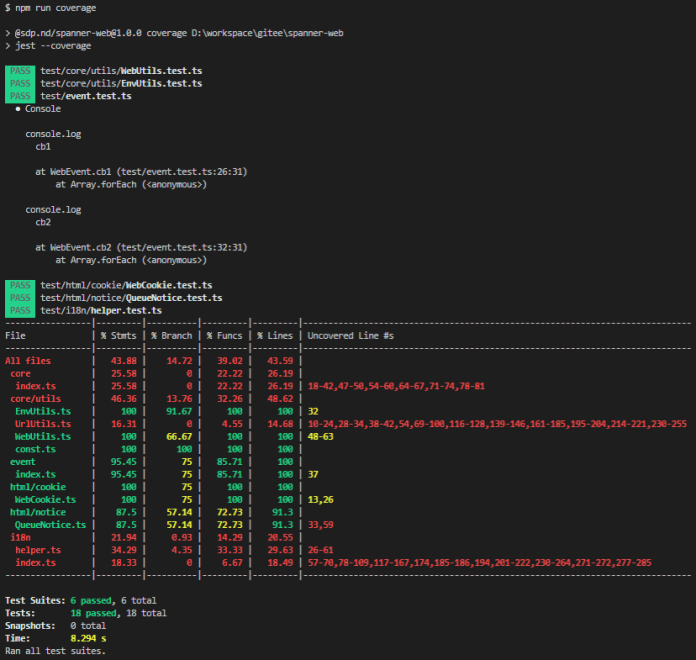 $ npm run coverage
> @sdp.nd/spanner-web@1.0.0 coverage D:\workspace\gitee\spanner-web
> jest --coverage
PASS test/core/utils/WebUtils.test.ts
PASS test/core/utils/EnvUtils.test.ts
PASS test/event.test.ts
● Console
console.log
cb1
at WebEvent.cb1 (test/event.test.ts:26:31)
at Array.forEach (<anonymous>)
console.log
cb2
at WebEvent.cb2 (test/event.test.ts:32:31)
at Array.forEach (<anonymous>)
PASS test/html/cookie/WebCookie.test.ts
PASS test/html/notice/QueueNotice.test.ts
PASS test/i18n/helper.test.ts
-----------------|---------|----------|---------|---------|-------------------------------------------------------------------
File | % Stmts | % Branch | % Funcs | % Lines | Uncovered Line #s
-----------------|---------|----------|---------|---------|-------------------------------------------------------------------
All files | 43.88 | 14.72 | 39.02 | 43.59 |
core | 25.58 | 0 | 22.22 | 26.19 |
index.ts | 25.58 | 0 | 22.22 | 26.19 | 18-42,47-50,54-60,64-67,71-74,78-81
core/utils | 46.36 | 13.76 | 32.26 | 48.62 |
EnvUtils.ts | 100 | 91.67 | 100 | 100 | 32
UrlUtils.ts | 16.31 | 0 | 4.55 | 14.68 | 10-24,28-34,38-42,54,69-100,116-128,139-146,161-185,195-204,214-221,230-255
WebUtils.ts | 100 | 66.67 | 100 | 100 | 48-63
const.ts | 100 | 100 | 100 | 100 |
event | 95.45 | 75 | 85.71 | 100 |
index.ts | 95.45 | 75 | 85.71 | 100 | 37
html/cookie | 100 | 75 | 100 | 100 |
WebCookie.ts | 100 | 75 | 100 | 100 | 13,26
html/notice | 87.5 | 57.14 | 72.73 | 91.3 |
QueueNotice.ts | 87.5 | 57.14 | 72.73 | 91.3 | 33,59
i18n | 21.94 | 0.93 | 14.29 | 20.55 |
helper.ts | 34.29 | 4.35 | 33.33 | 29.63 | 26-61
index.ts | 18.33 | 0 | 6.67 | 18.49 | 57-70,78-109,117-167,174,185-186,194,201-222,230-264,271-272,277-285
-----------------|---------|----------|---------|---------|-------------------------------------------------------------------
Test Suites: 6 passed, 6 total
Tests: 18 passed, 18 total
Snapshots: 0 total
Time: 8.294 s
Ran all test suites.